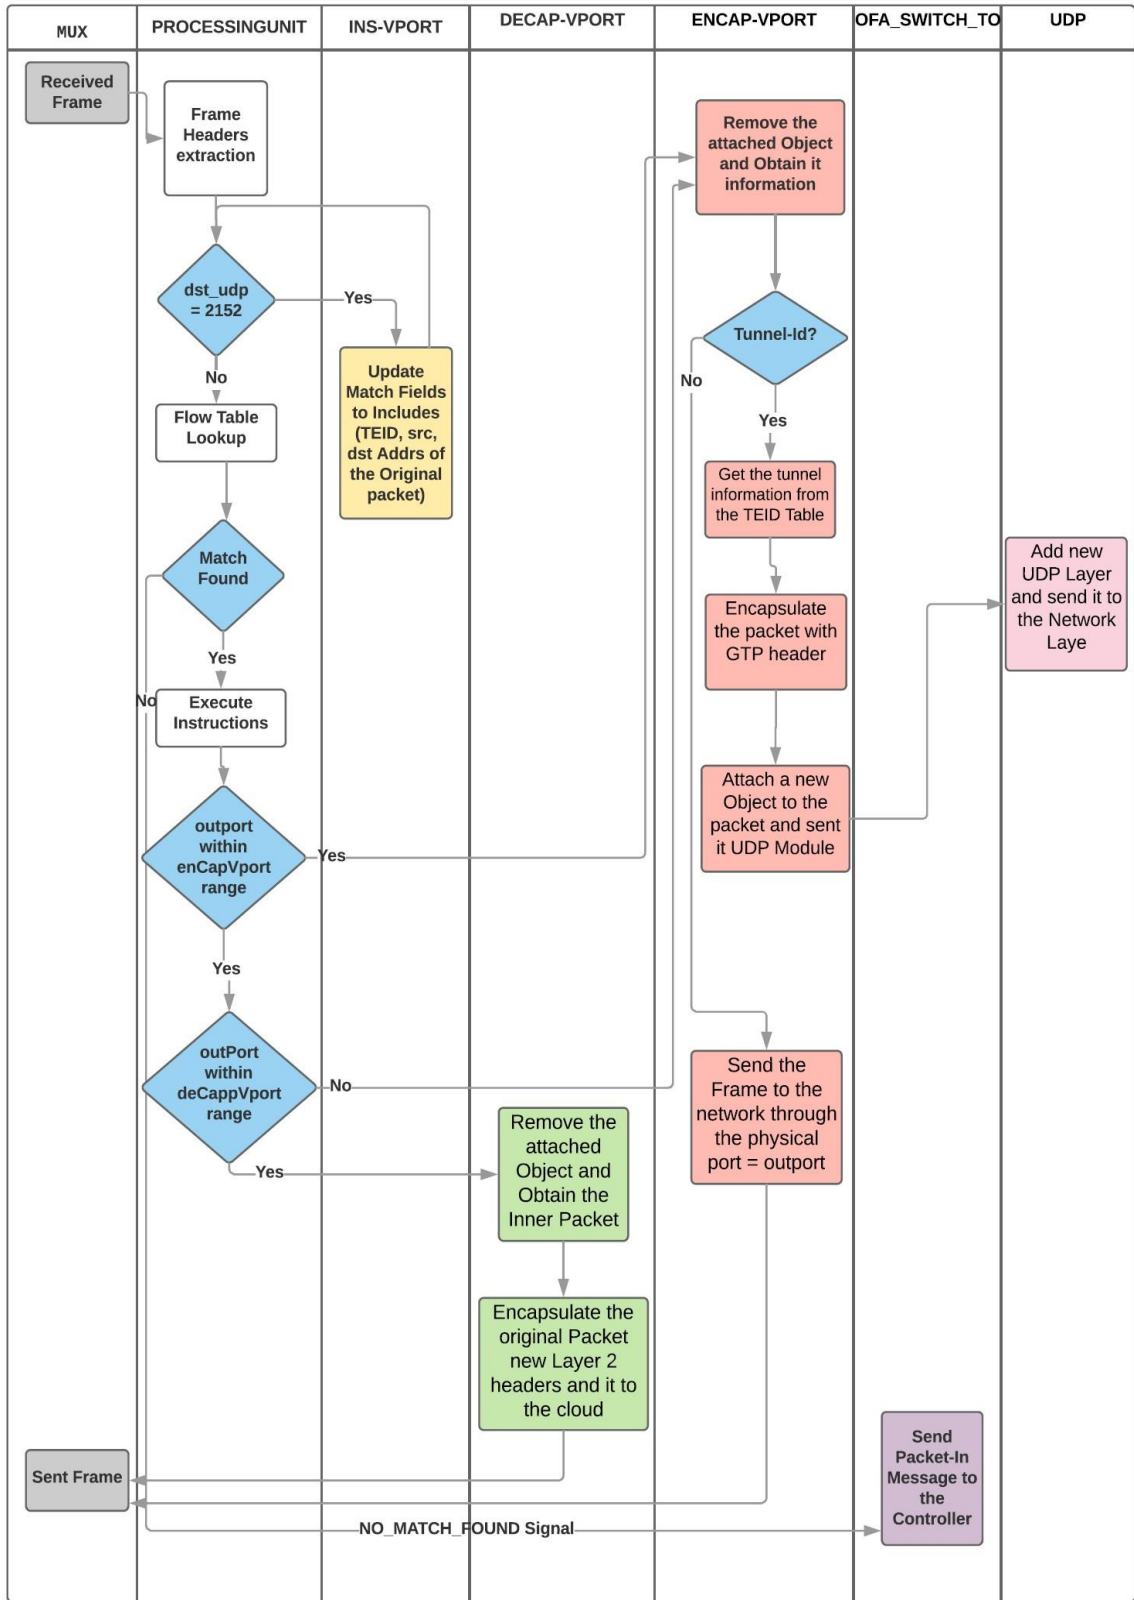 MUX
PROCESSINGUNIT
INS-VPORT
DECAP-VPORT
ENCAP-VPORT
OFA_SWITCH_TO
UDP
Received
Frame
Frame
Headers
extraction
dst_udp
= 2152
Yes
No
Update
Match Fields
to Includes
(TEID, src,
dst Addrs of
the Original
packet)
Flow Table
Lookup
Match
Found
Yes
No
Execute
Instructions
outport
within
enCapVport
range
Yes
Yes
outPort
within
deCappVport
range
No
Yes
Remove the
attached
Object and
Obtain the
Inner Packet
Encapsulate the
original Packet
new Layer 2
headers and it to
the cloud
Remove the
attached Object
and Obtain it
information
Tunnel-Id?
No
Yes
Get the tunnel
information from
the TEID Table
Encapsulate
the packet with
GTP header
Attach a new
Object to the
packet and sent
it UDP Module
Add new
UDP Layer
and send it to
the Network
Laye
Send the
Frame to the
network through
the physical
port = outport
Sent Frame
Send
Packet-In
Message to
the
Controller
NO_MATCH_FOUND Signal